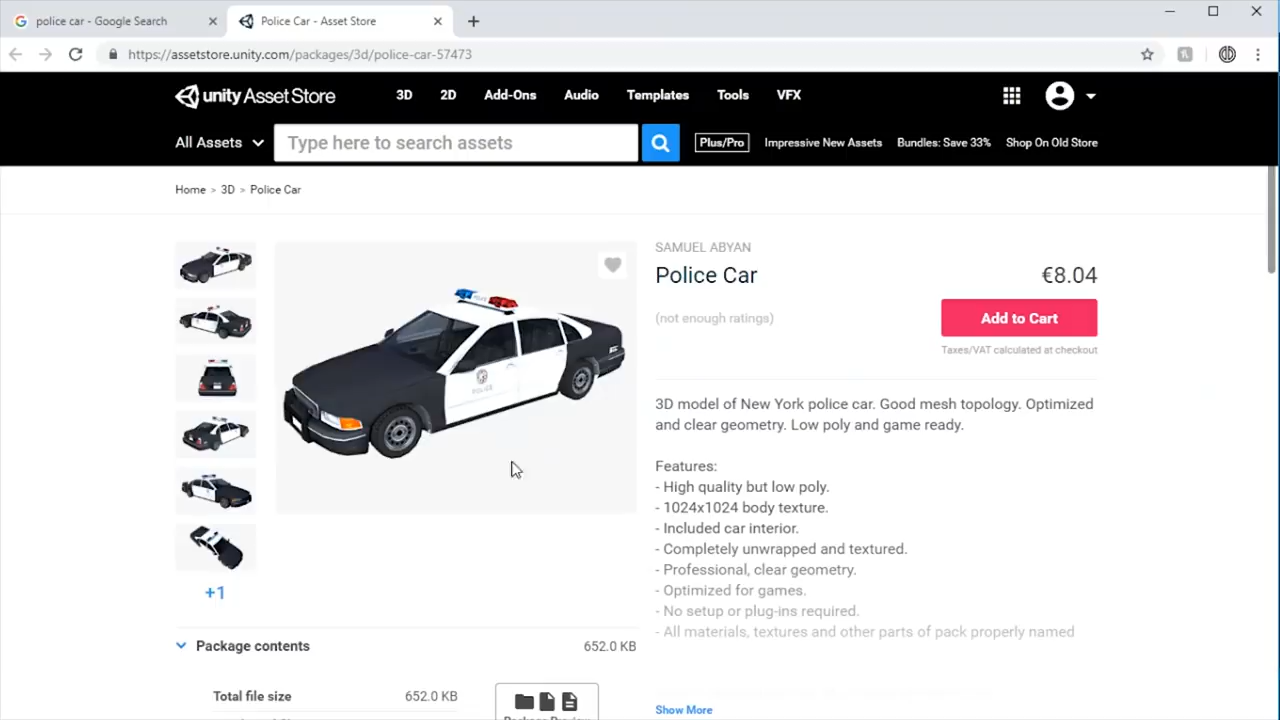 police car - Google Search
Police Car - Asset Store
https://assetstore.unity.com/packages/3d/police-car-57473
unity Asset Store
3D
2D
Add-Ons
Audio
Templates
Tools
VFX
All Assets
Type here to search assets
Plus/Pro
Impressive New Assets
Bundles: Save 33%
Shop On Old Store
Home > 3D > Police Car
SAMUEL ABYAN
Police Car
€8.04
(not enough ratings)
Add to Cart
Taxes/VAT calculated at checkout
POLICE
3D model of New York police car. Good mesh topology. Optimized
and clear geometry. Low poly and game ready.
Features:
- High quality but low poly.
- 1024x1024 body texture.
- Included car interior.
- Completely unwrapped and textured.
- Professional, clear geometry.
- Optimized for games.
- No setup or plug-ins required.
- All materials, textures and other parts of pack properly named
+1
Package contents
652.0 KB
Total file size
652.0 KB
Show More